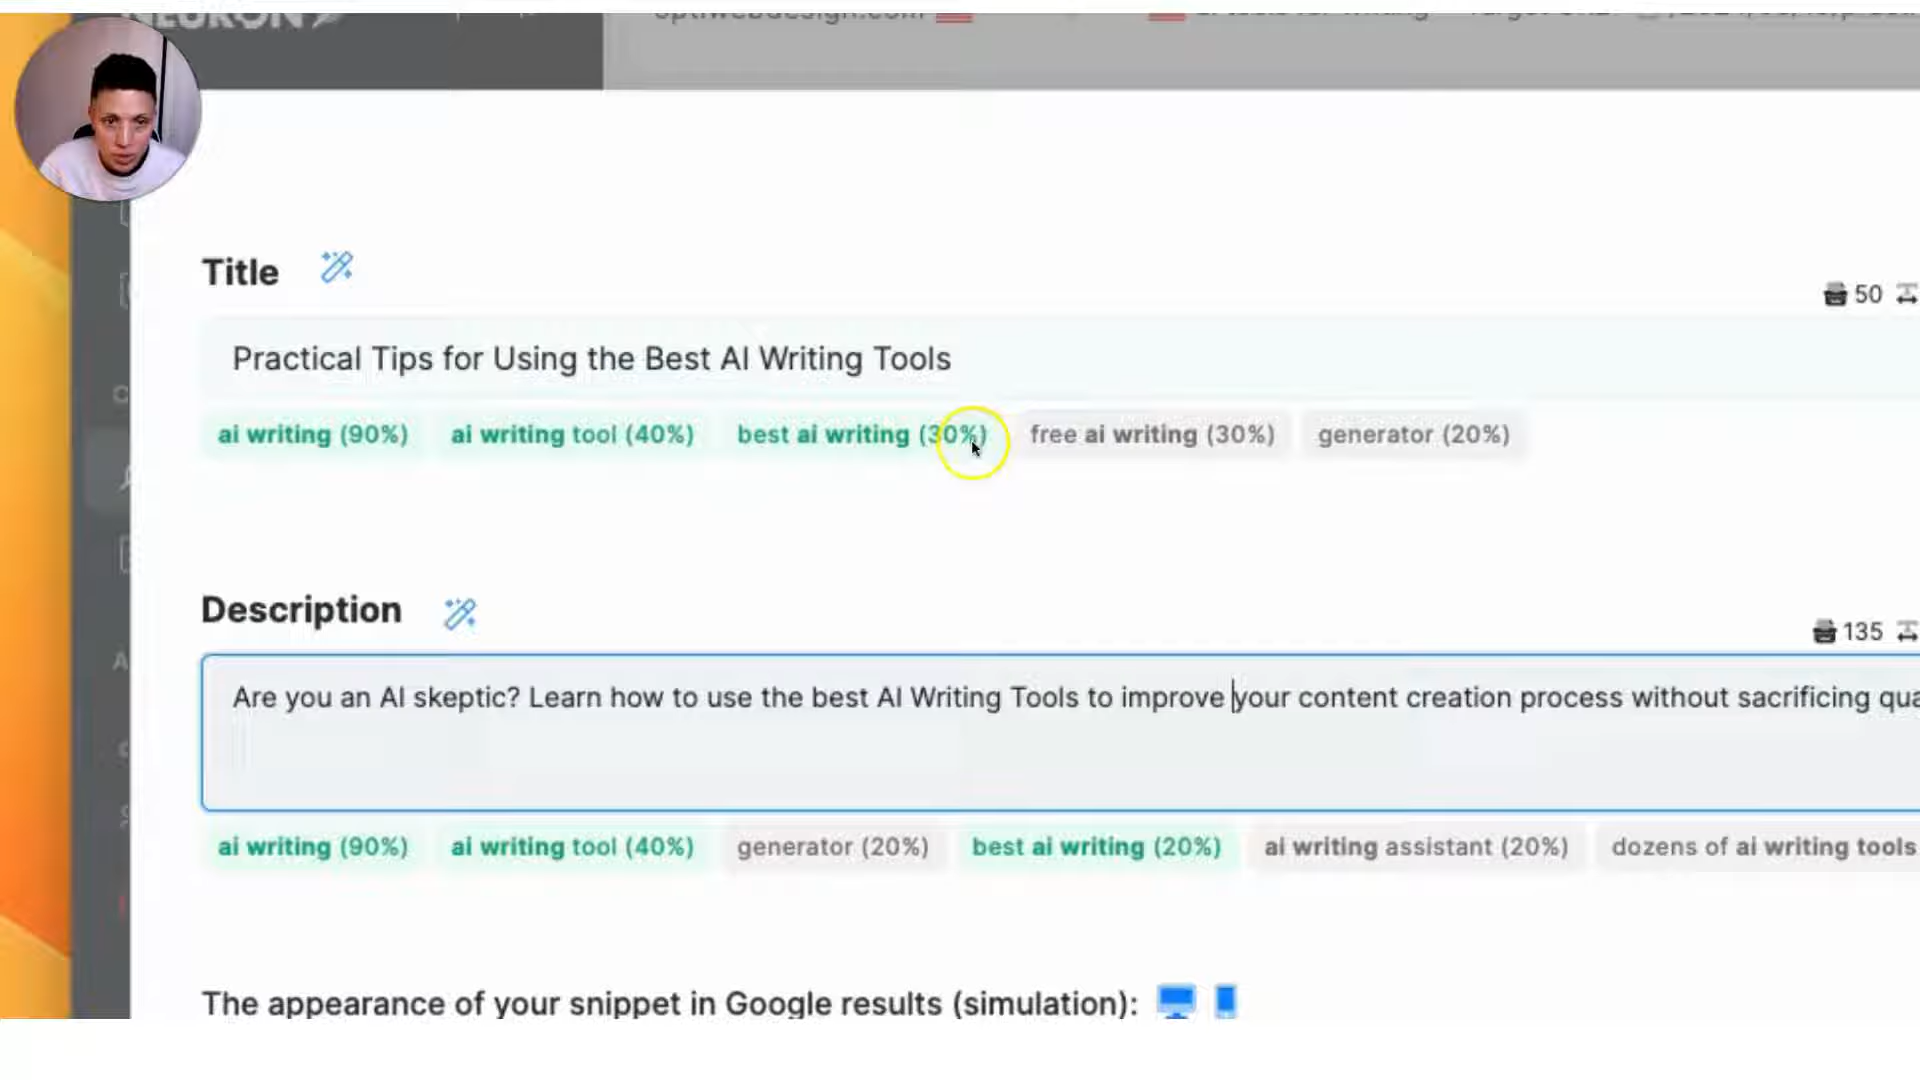 NEURON
optiwebdesign.com
Title
50
Practical Tips for Using the Best AI Writing Tools
ai writing (90%) ai writing tool (40%) best ai writing (30%) free ai writing (30%) generator (20%)
Description
135
Are you an AI skeptic? Learn how to use the best AI Writing Tools to improve your content creation process without sacrificing qua
ai writing (90%) ai writing tool (40%) generator (20%) best ai writing (20%) ai writing assistant (20%) dozens of ai writing tools
The appearance of your snippet in Google results (simulation):